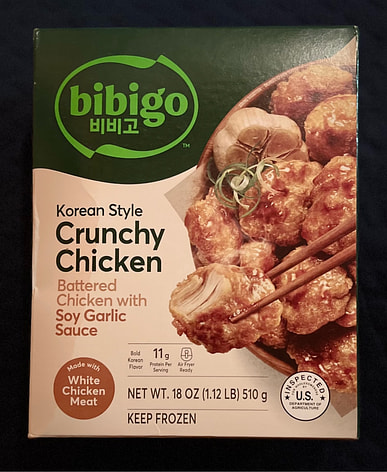 bibigo
비비고
TM
Korean Style
Crunchy
Chicken
Battered
Chicken with
Soy Garlic
Sauce
Bold
Korean
Flavor
11g
Protein Per
Serving
Air Fryer
Ready
Made with
White
Chicken
Meat
NET WT. 18 OZ (1.12 LB) 510 g
KEEP FROZEN
INSPECTED
U.S.
DEPARTMENT OF
AGRICULTURE